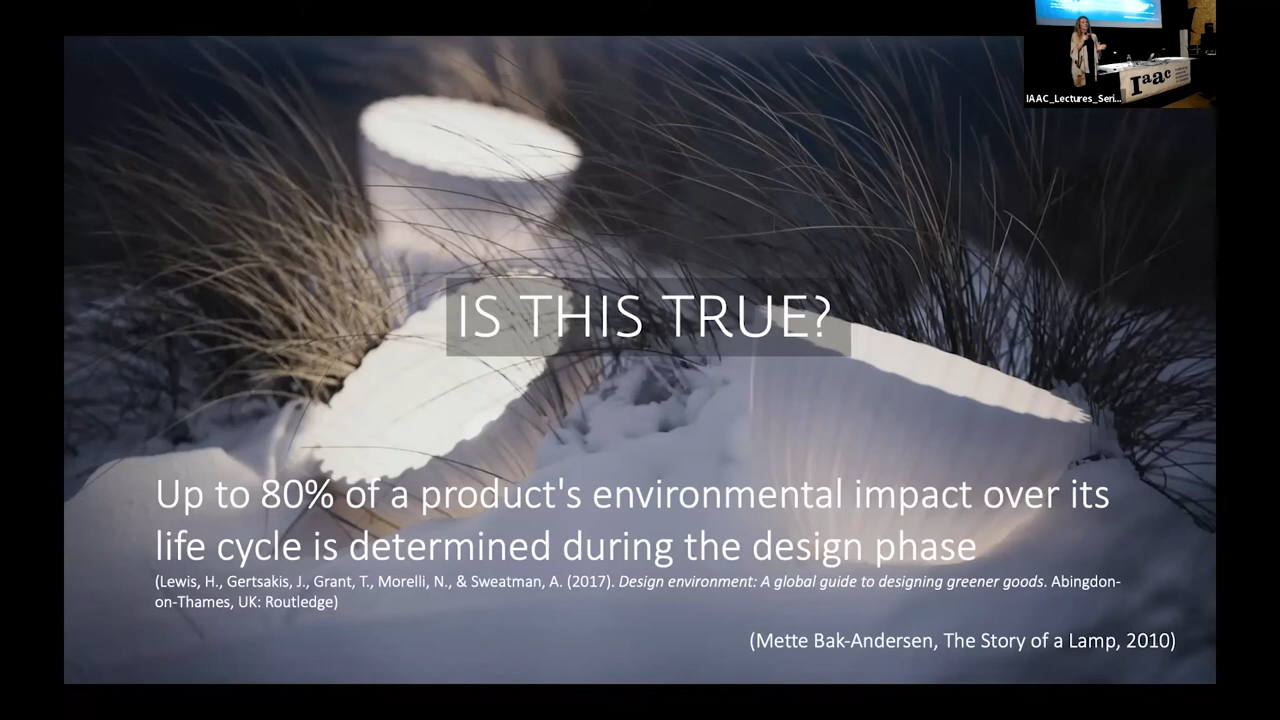 IAAC_Lectures_Seri...
Iaac
IS THIS TRUE?
Up to 80% of a product's environmental impact over its
life cycle is determined during the design phase
(Lewis, H., Gertsakis, J., Grant, T., Morelli, N., & Sweatman, A. (2017). Design environment: A global guide to designing greener goods. Abingdon-
on-Thames, UK: Routledge)
(Mette Bak-Andersen, The Story of a Lamp, 2010)